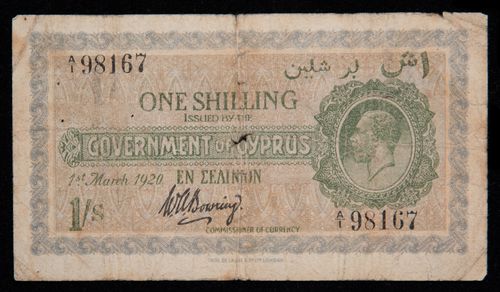 A/1 98167
بر شلين
ONE SHILLING
ISSUED BY THE
GOVERNMENT OF CYPRUS
1st March 1920
ΕΝ ΣΕΛΙΝΙΟΝ
1/s
W A Bowring
COMMISSIONER OF CURRENCY
A/1 98167